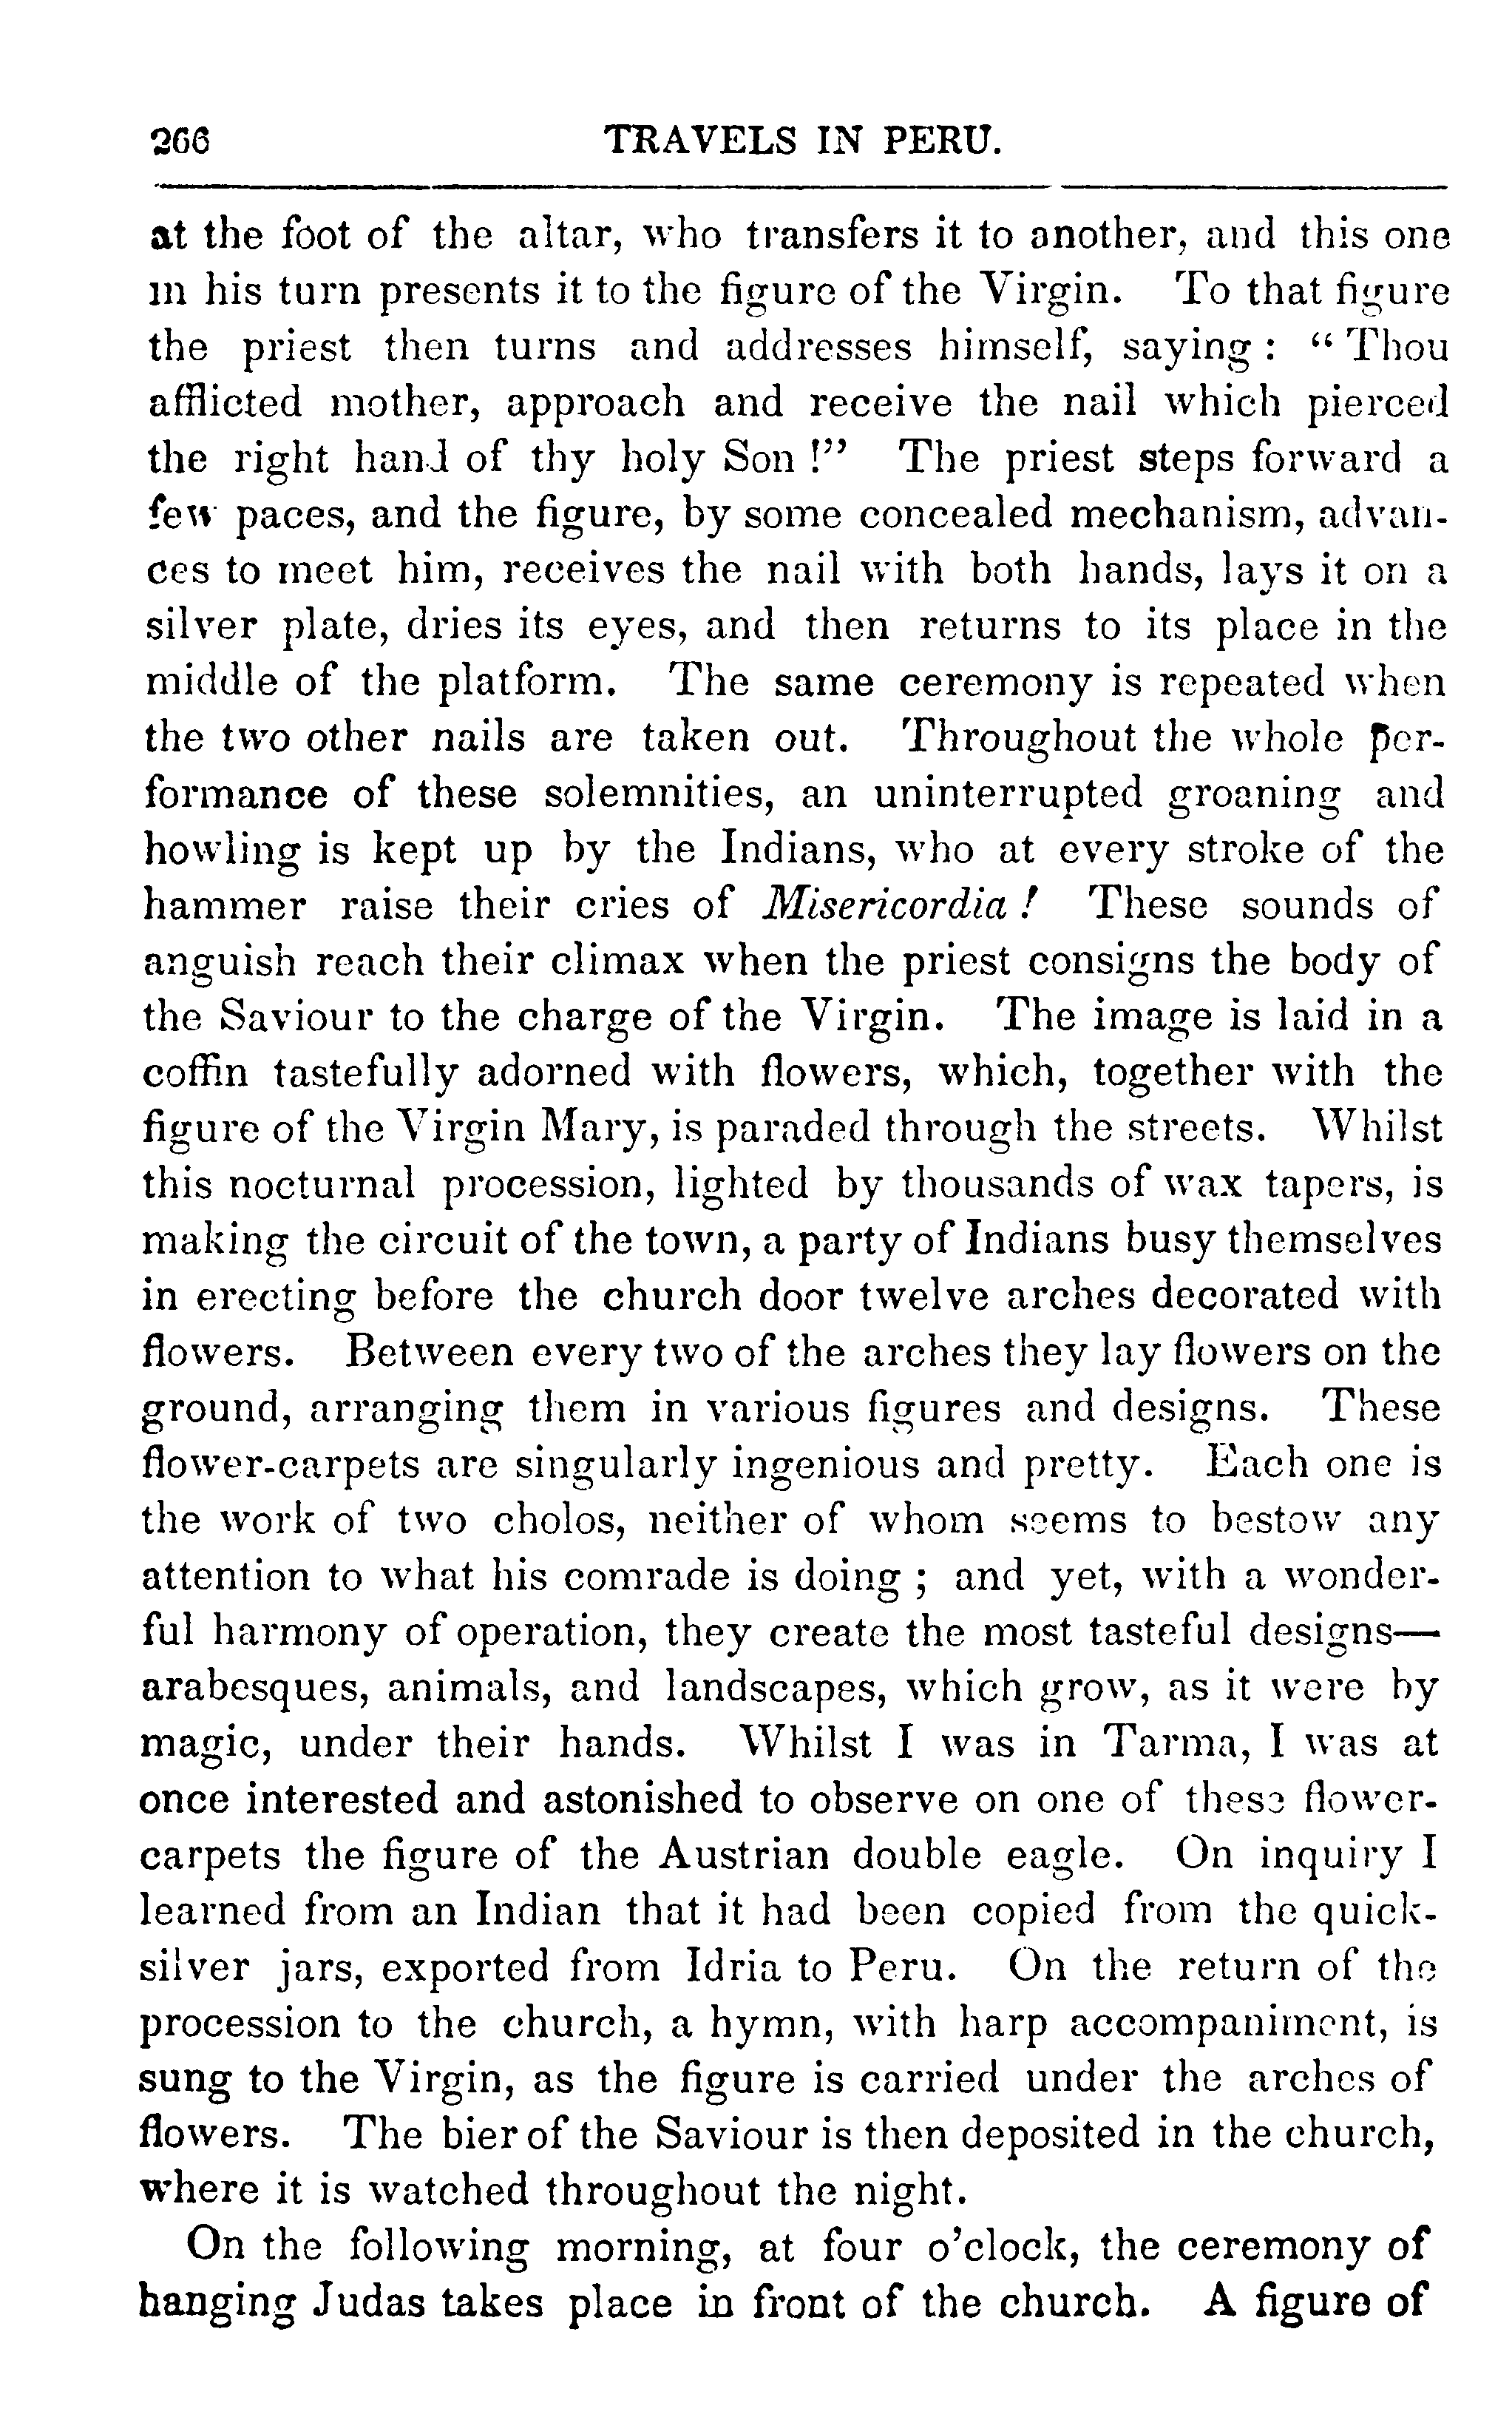 266 TRAVELS IN PERU.
at the foot of the altar, who transfers it to another, and this one
in his turn presents it to the figure of the Virgin. To that figure
the priest then turns and addresses himself, saying : “ Thou
afflicted mother, approach and receive the nail which pierced
the right hand of thy holy Son !” The priest steps forward a
few paces, and the figure, by some concealed mechanism, advan-
ces to meet him, receives the nail with both hands, lays it on a
silver plate, dries its eyes, and then returns to its place in the
middle of the platform. The same ceremony is repeated when
the two other nails are taken out. Throughout the whole per-
formance of these solemnities, an uninterrupted groaning and
howling is kept up by the Indians, who at every stroke of the
hammer raise their cries of Misericordia ! These sounds of
anguish reach their climax when the priest consigns the body of
the Saviour to the charge of the Virgin. The image is laid in a
coffin tastefully adorned with flowers, which, together with the
figure of the Virgin Mary, is paraded through the streets. Whilst
this nocturnal procession, lighted by thousands of wax tapers, is
making the circuit of the town, a party of Indians busy themselves
in erecting before the church door twelve arches decorated with
flowers. Between every two of the arches they lay flowers on the
ground, arranging them in various figures and designs. These
flower-carpets are singularly ingenious and pretty. Each one is
the work of two cholos, neither of whom seems to bestow any
attention to what his comrade is doing ; and yet, with a wonder-
ful harmony of operation, they create the most tasteful designs—
arabesques, animals, and landscapes, which grow, as it were by
magic, under their hands. Whilst I was in Tarma, I was at
once interested and astonished to observe on one of these flower-
carpets the figure of the Austrian double eagle. On inquiry I
learned from an Indian that it had been copied from the quick-
silver jars, exported from Idria to Peru. On the return of the
procession to the church, a hymn, with harp accompaniment, is
sung to the Virgin, as the figure is carried under the arches of
flowers. The bier of the Saviour is then deposited in the church,
where it is watched throughout the night.
On the following morning, at four o’clock, the ceremony of
hanging Judas takes place in front of the church. A figure of